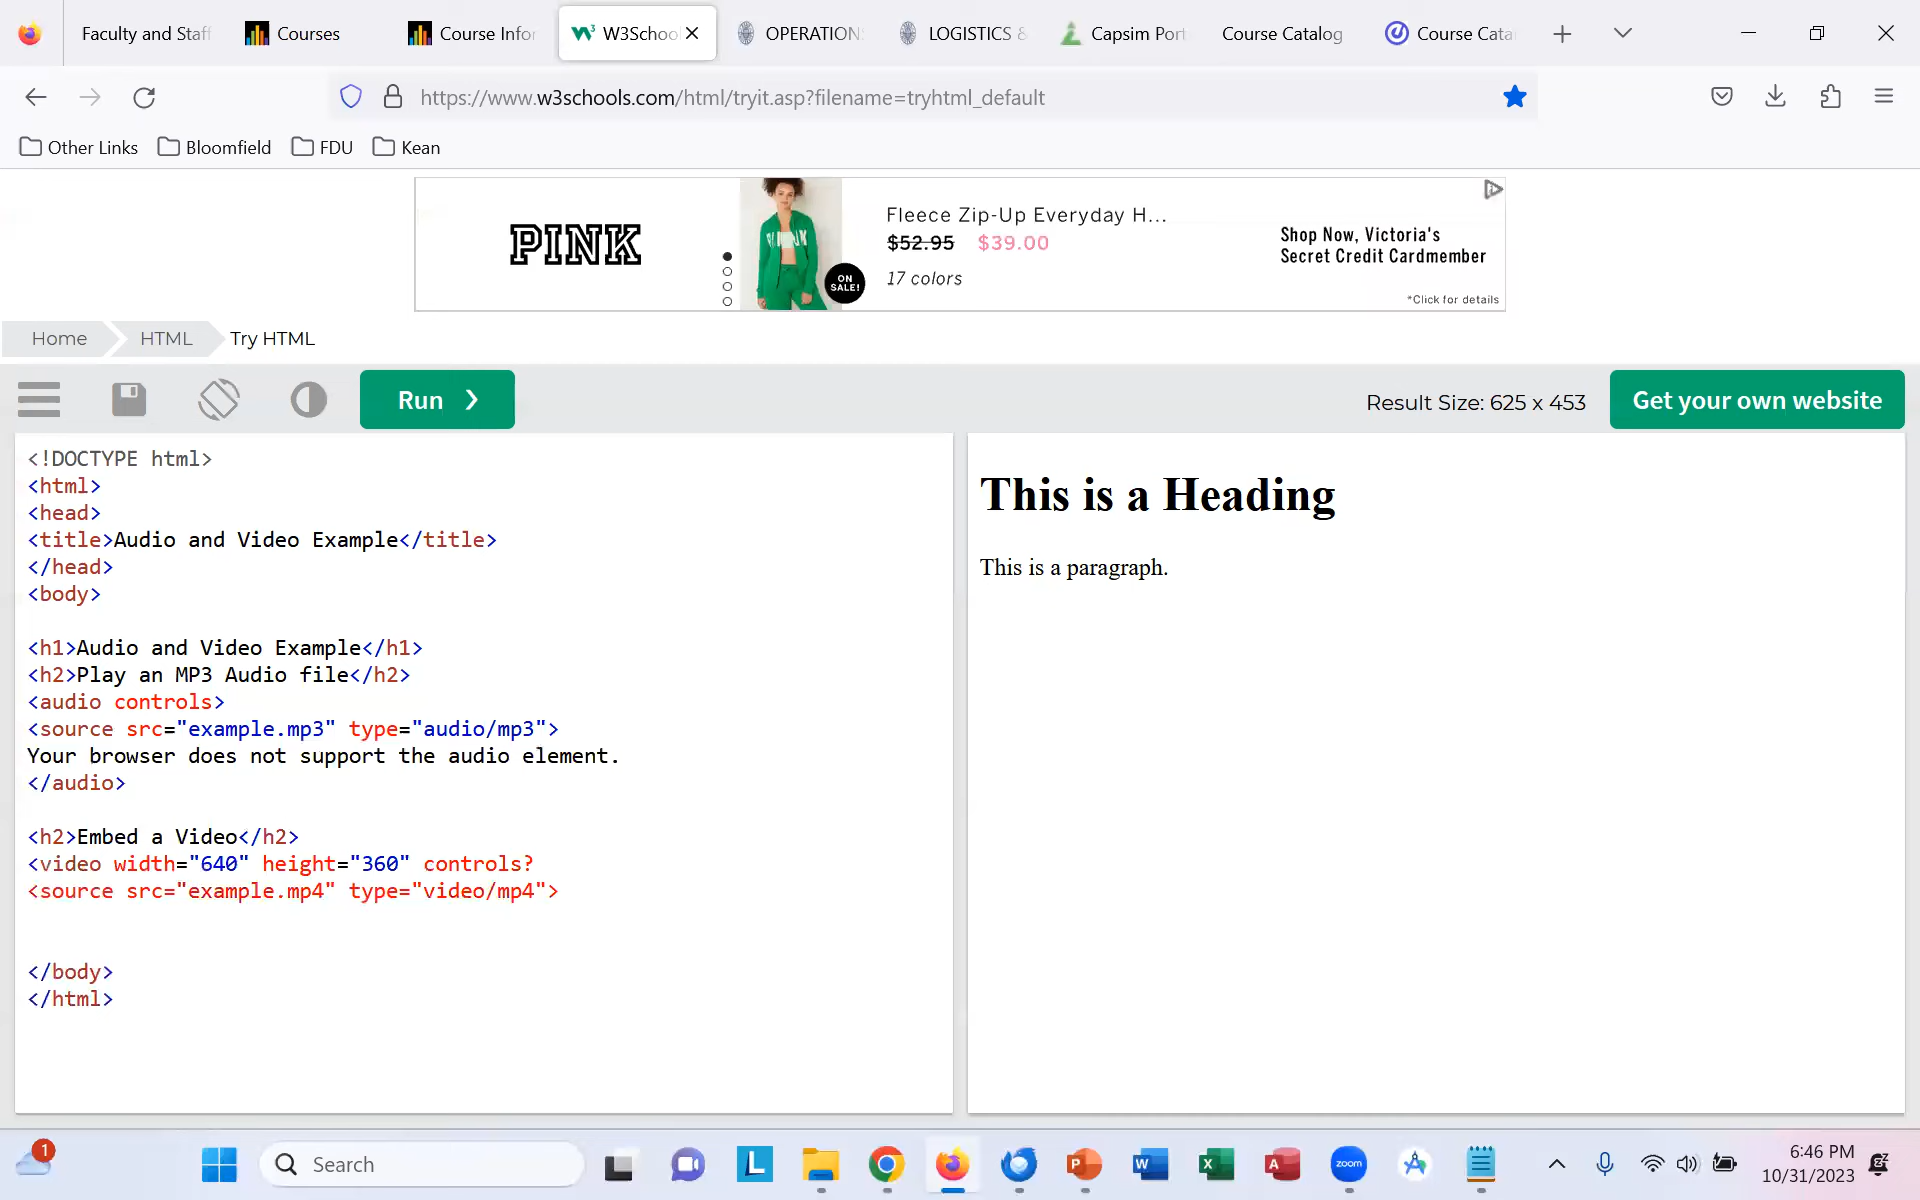 Faculty and Staff
Courses
Course Infor
W3Schoo
OPERATION
LOGISTICS &
Capsim Port
Course Catalog
Course Cata
https://www.w3schools.com/html/tryit.asp?filename=tryhtml_default
Other Links
Bloomfield
FDU
Kean
PINK
ON SALE!
Fleece Zip-Up Everyday H...
$52.95 $39.00
17 colors
Shop Now, Victoria's
Secret Credit Cardmember
*Click for details
Home
HTML
Try HTML
Run ❯
Result Size: 625 x 453
Get your own website
<!DOCTYPE html>
<html>
<head>
<title>Audio and Video Example</title>
</head>
<body>
<h1>Audio and Video Example</h1>
<h2>Play an MP3 Audio file</h2>
<audio controls>
<source src="example.mp3" type="audio/mp3">
Your browser does not support the audio element.
</audio>
<h2>Embed a Video</h2>
<video width="640" height="360" controls?
<source src="example.mp4" type="video/mp4">
</body>
</html>
This is a Heading
This is a paragraph.
1
Search
L
P
W
X
A
zoom
6:46 PM
10/31/2023